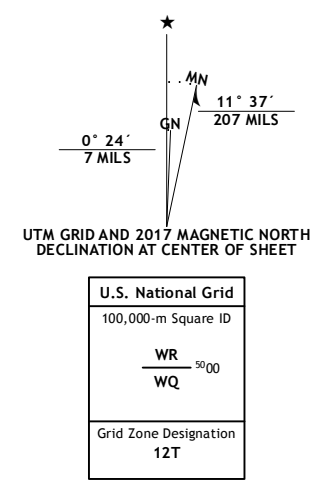 ★
MN
11° 37´
207 MILS
GN
0° 24´
7 MILS
UTM GRID AND 2017 MAGNETIC NORTH
DECLINATION AT CENTER OF SHEET
U.S. National Grid
100,000-m Square ID
WR
5000
WQ
Grid Zone Designation
12T